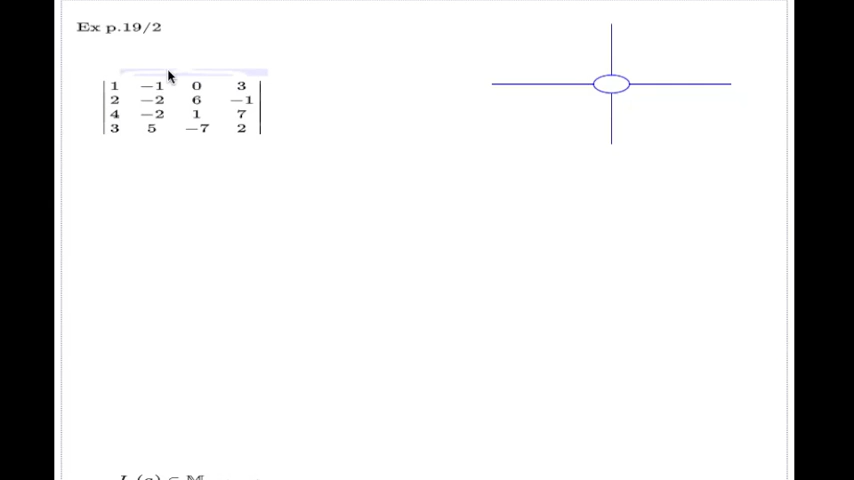 Ex p.19/2
1 −1 0 3
2 −2 6 −1
4 −2 1 7
3 5 −7 2